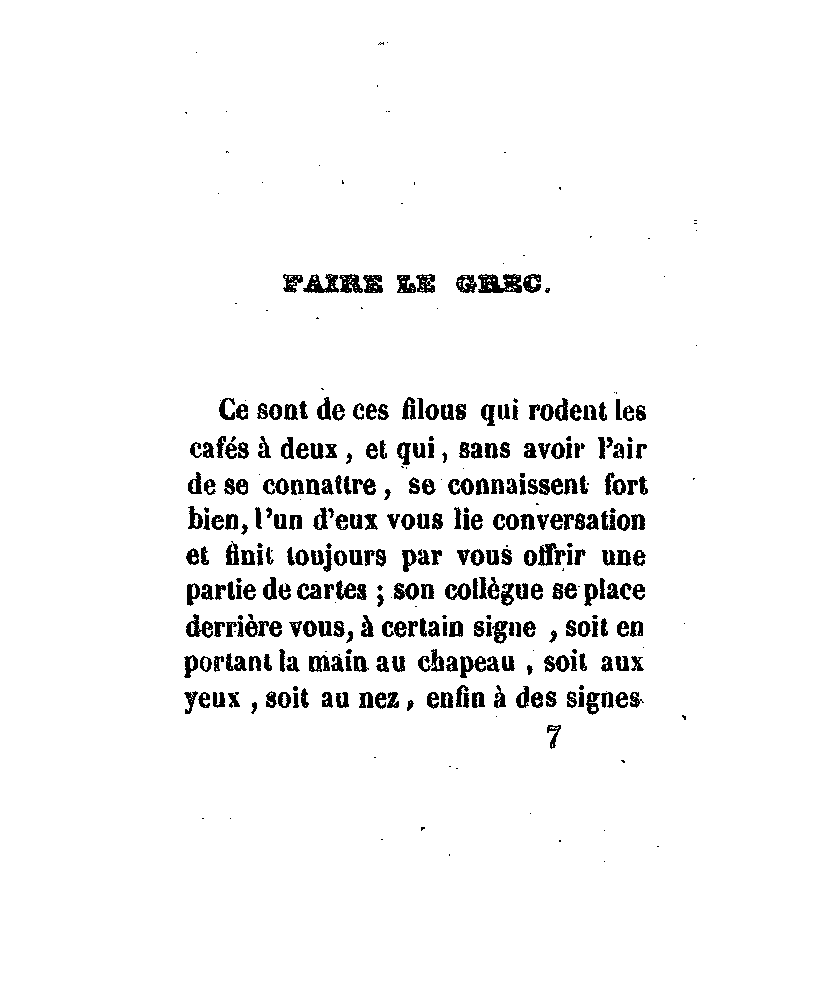 FAIRE LE GREC.
Ce sont de ces filous qui rodent les
cafés à deux, et qui, sans avoir l'air
de se connaitre, se connaissent fort
bien, l'un d'eux vous lie conversation
et finit toujours par vous offrir une
partie de cartes ; son collègue se place
derrière vous, à certain signe , soit en
portant la main au chapeau , soit aux
yeux , soit au nez, enfin à des signes
7